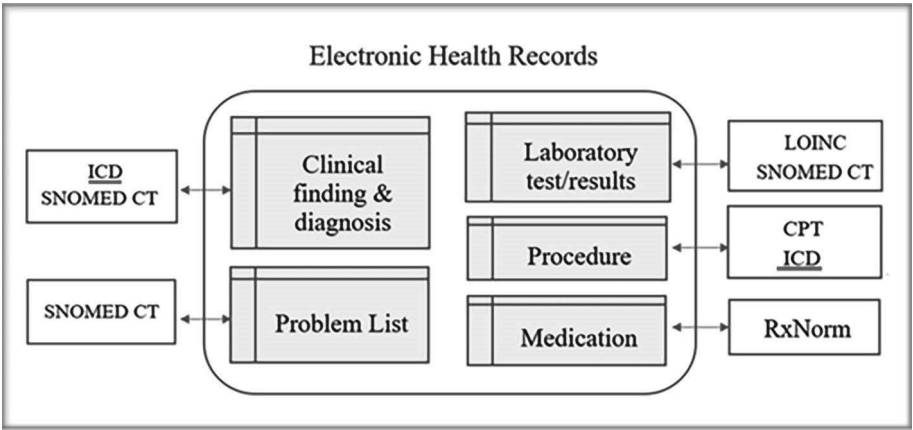 Electronic Health Records
ICD
SNOMED CT
Clinical
finding &
diagnosis
SNOMED CT
Problem List
Laboratory
test/results
LOINC
SNOMED CT
Procedure
CPT
ICD
Medication
RxNorm